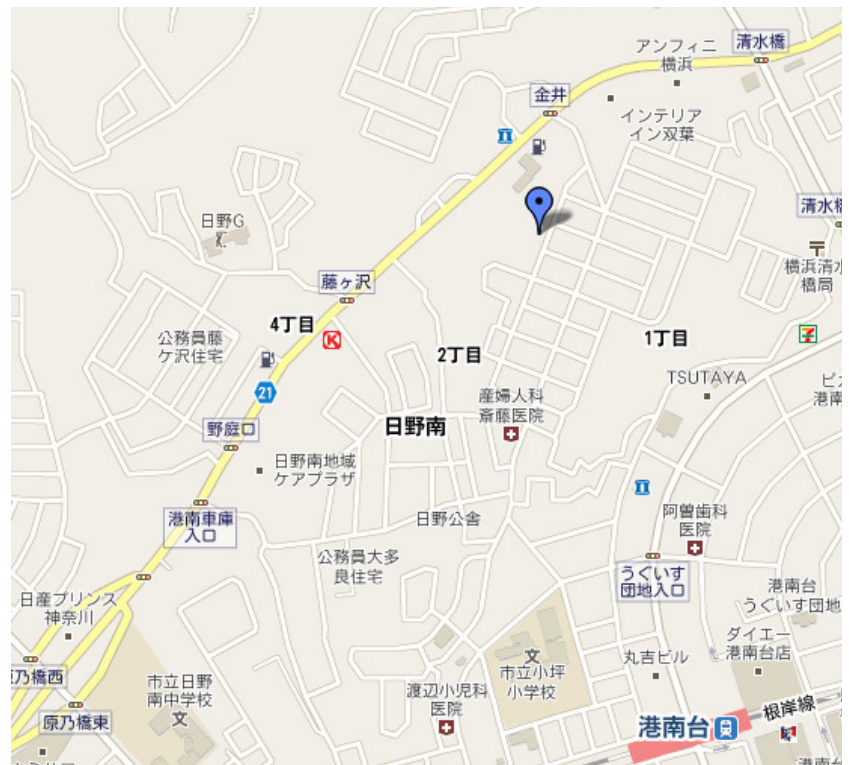 アンフィニ
横浜
清水橋
金井
インテリア
イン双葉
日野G
清水橋
横浜清水
橋局
藤ヶ沢
4丁目
公務員藤
ケ沢住宅
K
2丁目
1丁目
TSUTAYA
21
産婦人科
斎藤医院
野庭口
日野南
日野南地域
ケアプラザ
港南車庫
入口
日野公舎
阿曽歯科
医院
公務員大多
良住宅
うぐいす
団地入口
日産プリンス
神奈川
港南台
うぐいす団地
ダイエー
港南台店
乃橋西
市立日野
南中学校
文
渡辺小児科
医院
文
市立小坪
小学校
丸吉ビル
原乃橋東
港南台
根岸線
港南台